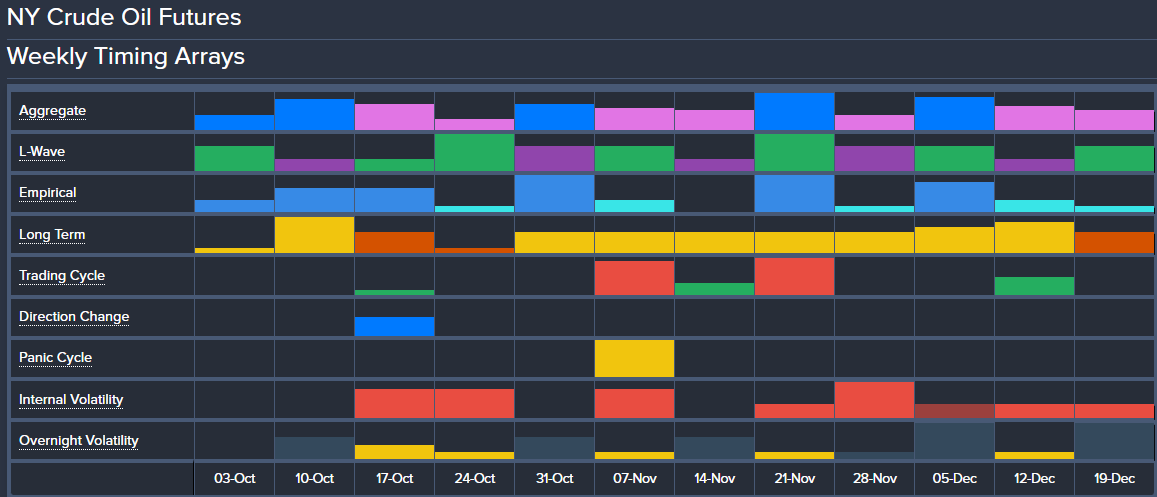 NY Crude Oil Futures
Weekly Timing Arrays
Aggregate
L-Wave
Empirical
Long Term
Trading Cycle
Direction Change
Panic Cycle
Internal Volatility
Overnight Volatility
03-Oct 10-Oct 17-Oct 24-Oct 31-Oct 07-Nov 14-Nov 21-Nov 28-Nov 05-Dec 12-Dec 19-Dec